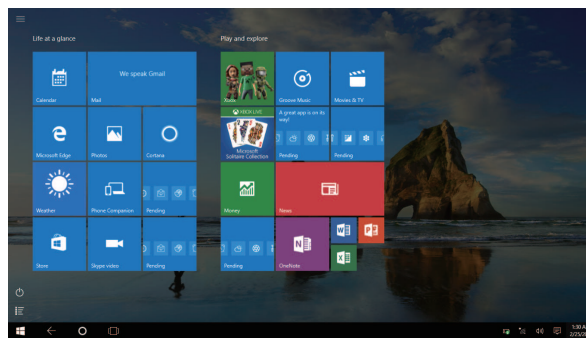 Life at a glance
Play and explore
We speak Gmail
Calendar
Mail
Xbox
Groove Music
Movies & TV
XBOX LIVE
A great app is on its
way!
Microsoft Edge
Photos
Cortana
Microsoft
Solitaire Collection
Pending
Pending
Weather
Phone Companion
Pending
Money
News
Store
Skype video
Pending
Pending
OneNote
1:30 A
2/25/2